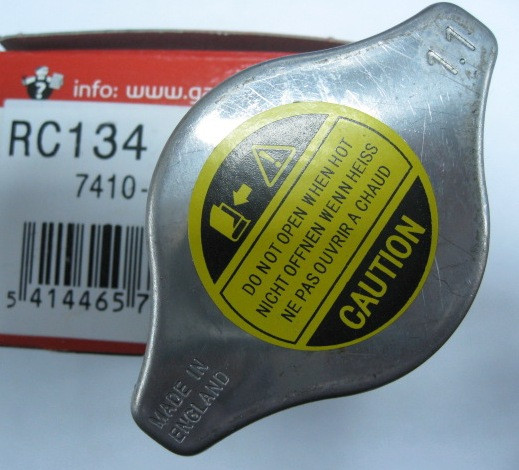 info: www.ga
RC134
7410-
5 414465 7
1.1
DO NOT OPEN WHEN HOT
NICHT OFFNEN WENN HEISS
NE PAS OUVRIR A CHAUD
CAUTION
MADE IN
ENGLAND